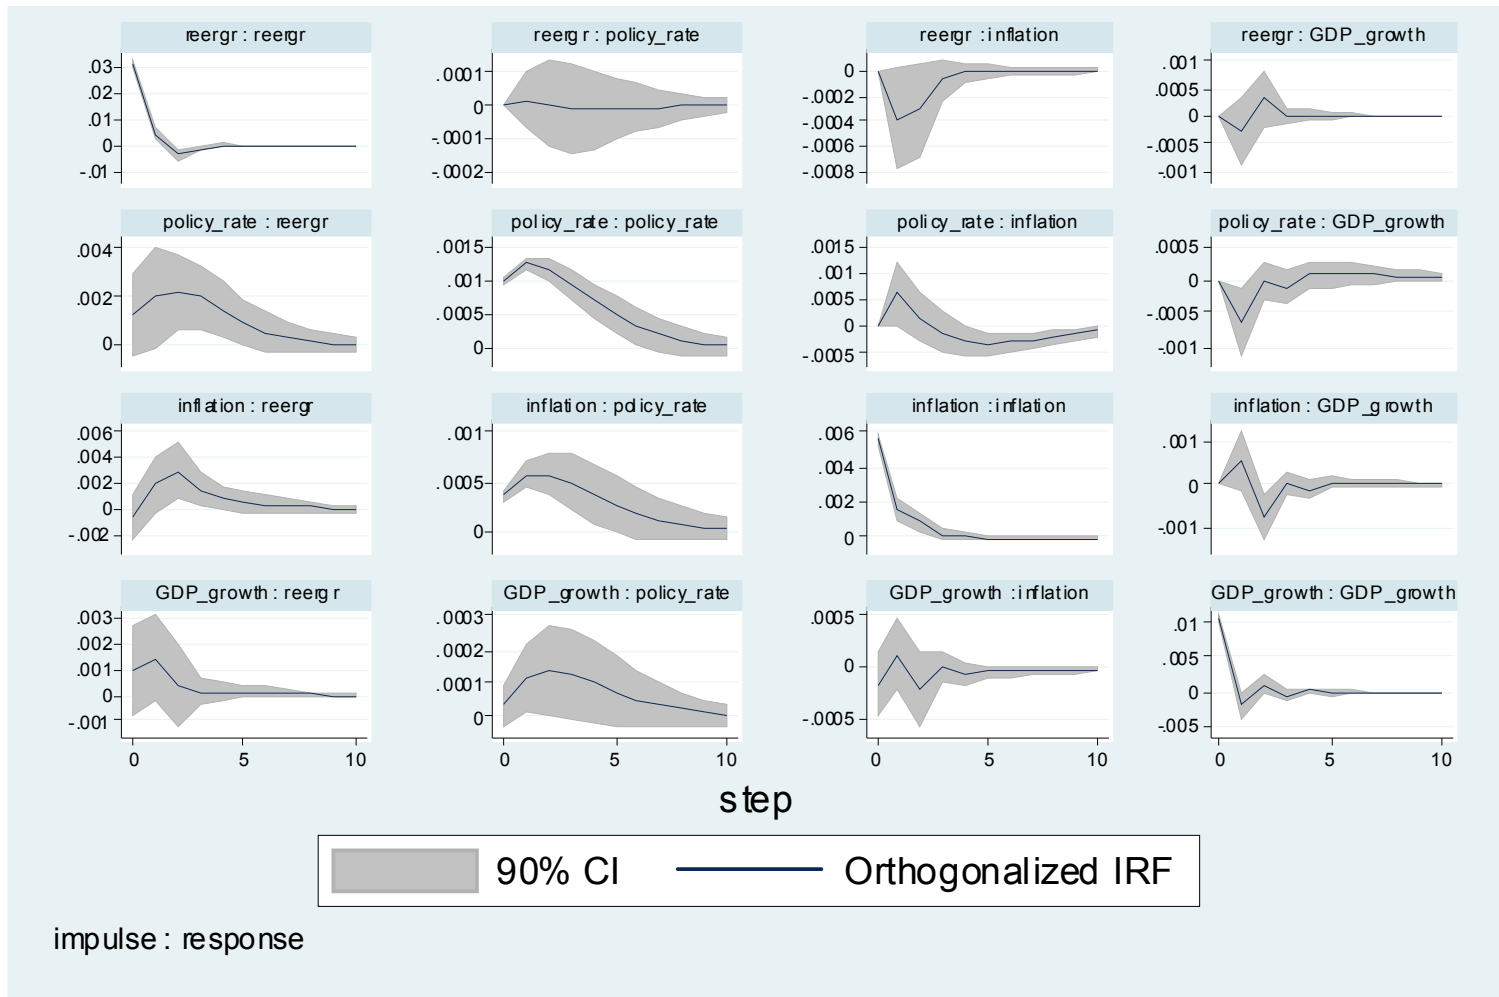 reergr : reergr
reergr : policy_rate
reergr : inflation
reergr : GDP_growth
.03
.02
.01
0
-.01
.0001
0
-.0001
-.0002
0
-.0002
-.0004
-.0006
-.0008
.001
.0005
0
-.0005
-.001
policy_rate : reergr
policy_rate : policy_rate
policy_rate : inflation
policy_rate : GDP_growth
.004
.002
0
.0015
.001
.0005
0
.0015
.001
.0005
0
-.0005
.0005
0
-.0005
-.001
inflation : reergr
inflation : policy_rate
inflation : inflation
inflation : GDP_growth
.006
.004
.002
0
-.002
.001
.0005
0
.006
.004
.002
0
.001
0
-.001
GDP_growth : reergr
GDP_growth : policy_rate
GDP_growth : inflation
GDP_growth : GDP_growth
.003
.002
.001
0
-.001
.0003
.0002
.0001
0
.0005
0
-.0005
.01
.005
0
-.005
0 5 10
0 5 10
0 5 10
0 5 10
step
90% CI
Orthogonalized IRF
impulse : response